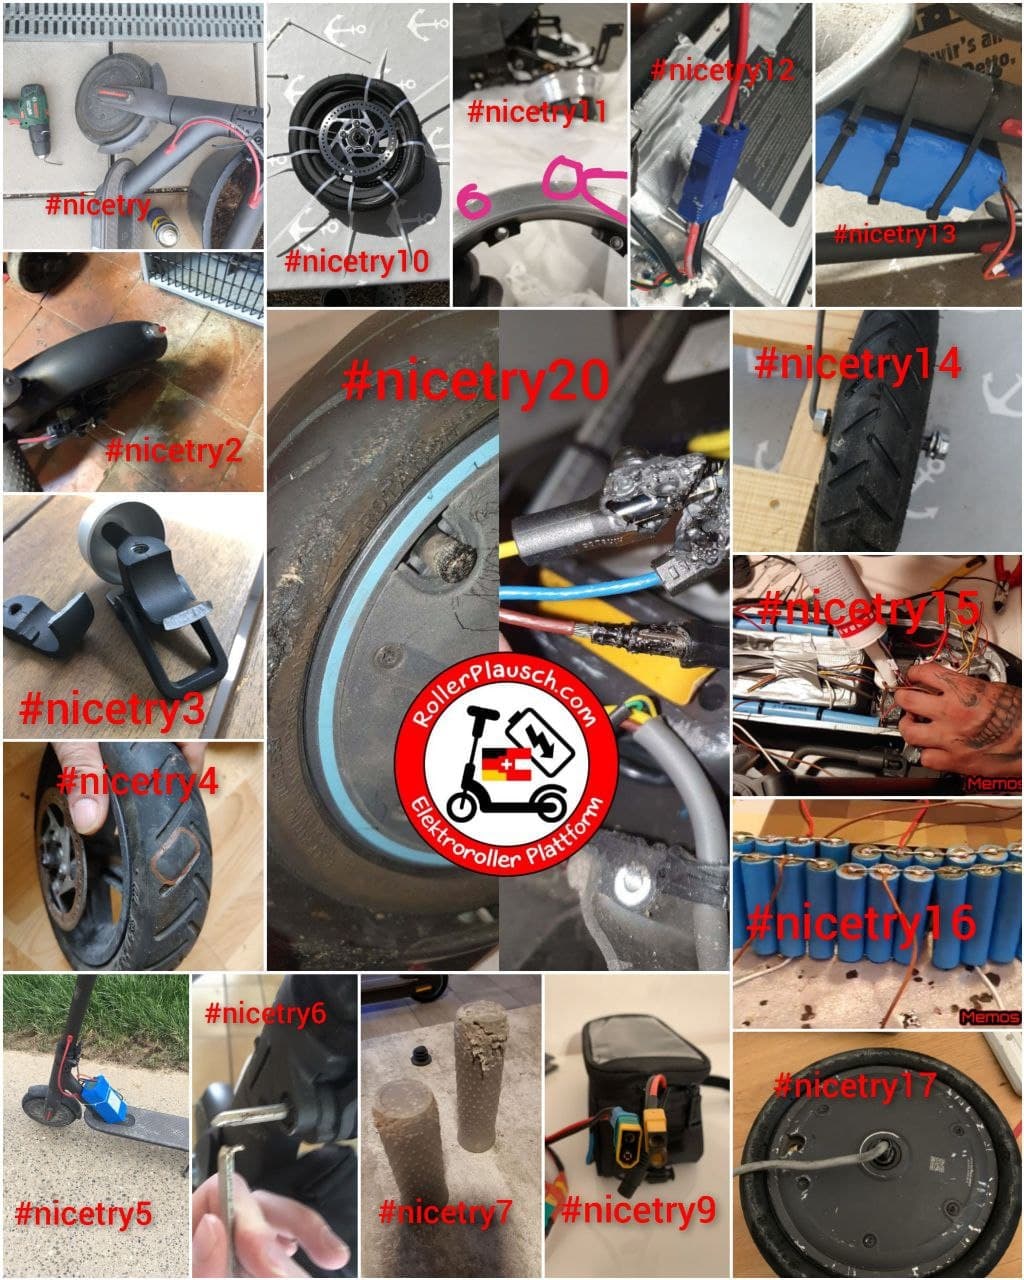 #nicetry
#nicetry10
#nicetry11
#nicetry12
#nicetry13
#nicetry2
#nicetry20
#nicetry14
#nicetry3
#nicetry15
Memos
RollerPlausch.com
Elektroroller Plattform
#nicetry4
#nicetry16
Memos
#nicetry5
#nicetry6
#nicetry7
#nicetry9
#nicetry17